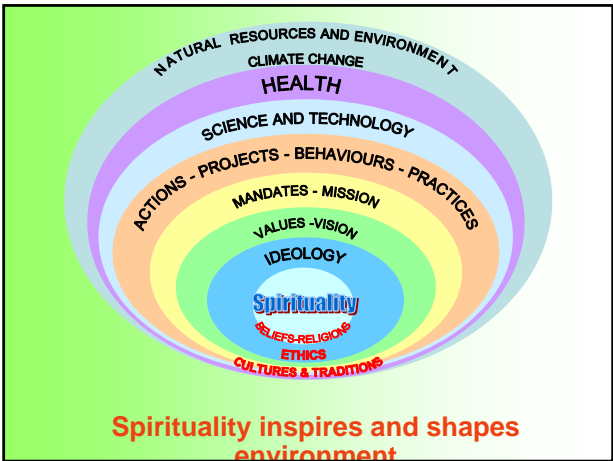 NATURAL RESOURCES AND ENVIRONMENT
CLIMATE CHANGE
HEALTH
SCIENCE AND TECHNOLOGY
ACTIONS - PROJECTS - BEHAVIOURS - PRACTICES
MANDATES - MISSION
VALUES -VISION
IDEOLOGY
Spirituality
BELIEFS-RELIGIONS
ETHICS
CULTURES & TRADITIONS
Spirituality inspires and shapes
environment